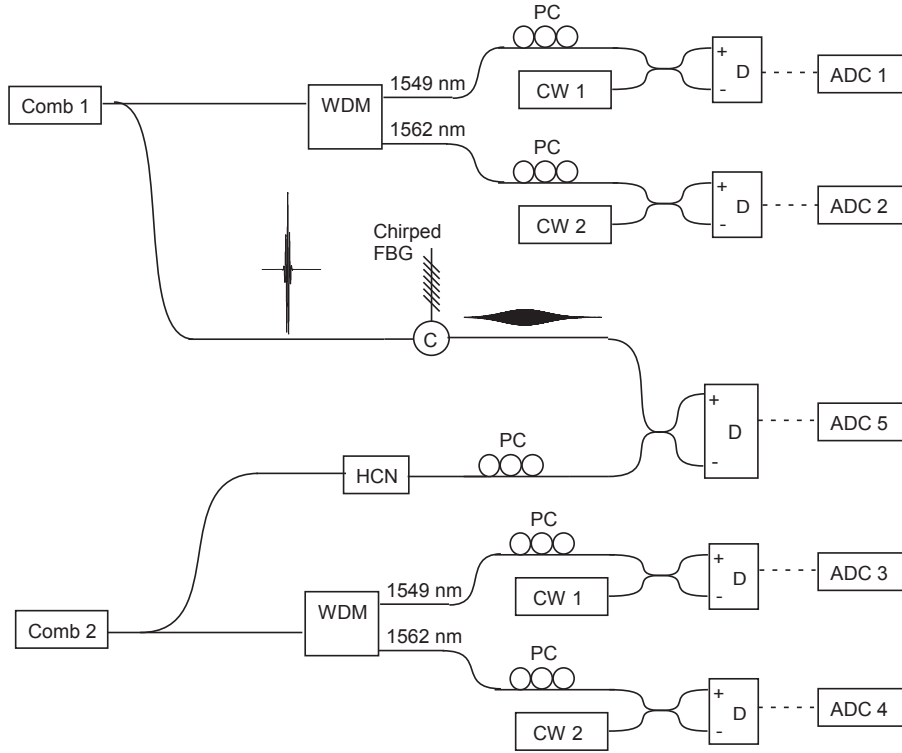 PC
1549 nm
+
Comb 1
WDM
CW 1
-
D
ADC 1
1562 nm
PC
+
CW 2
-
D
ADC 2
Chirped
FBG
C
+
D
ADC 5
-
PC
HCN
PC
1549 nm
+
Comb 2
WDM
CW 1
-
D
ADC 3
1562 nm
PC
+
CW 2
-
D
ADC 4